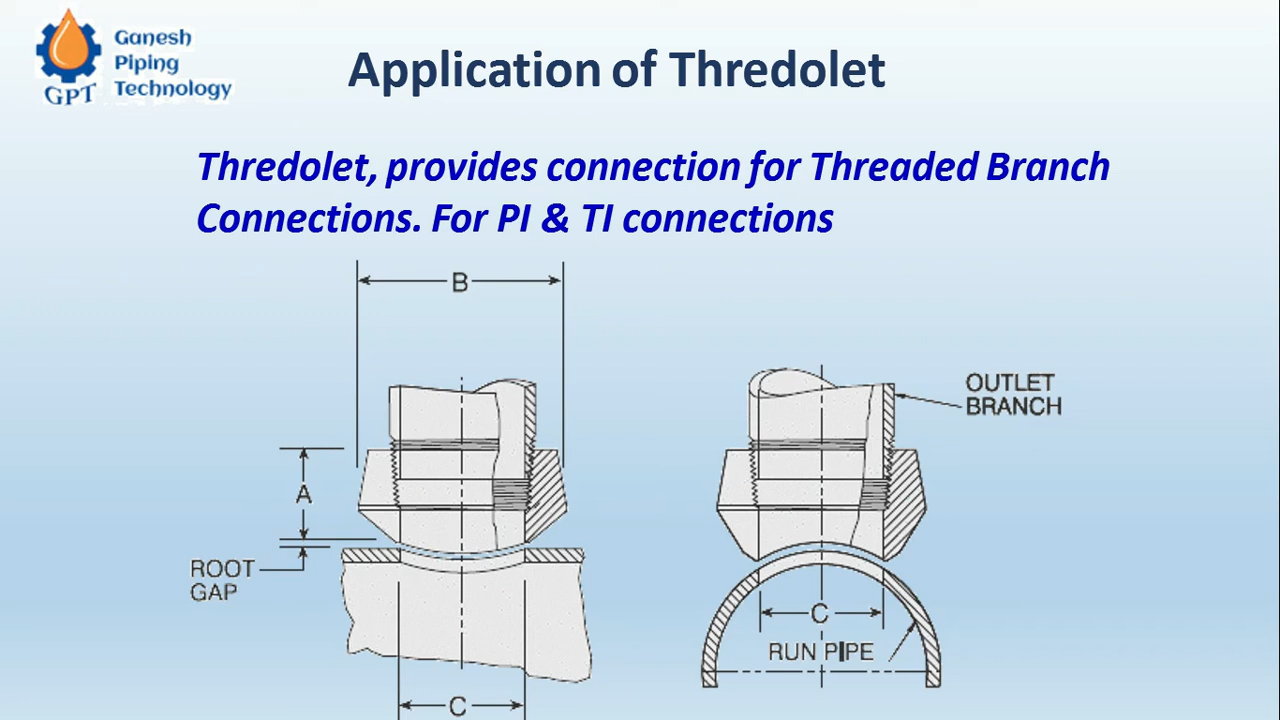 Ganesh
Piping
Technology
GPT
Application of Thredolet
Thredolet, provides connection for Threaded Branch
Connections. For PI & TI connections
B
OUTLET
BRANCH
A
ROOT
GAP
C
RUN PIPE
C